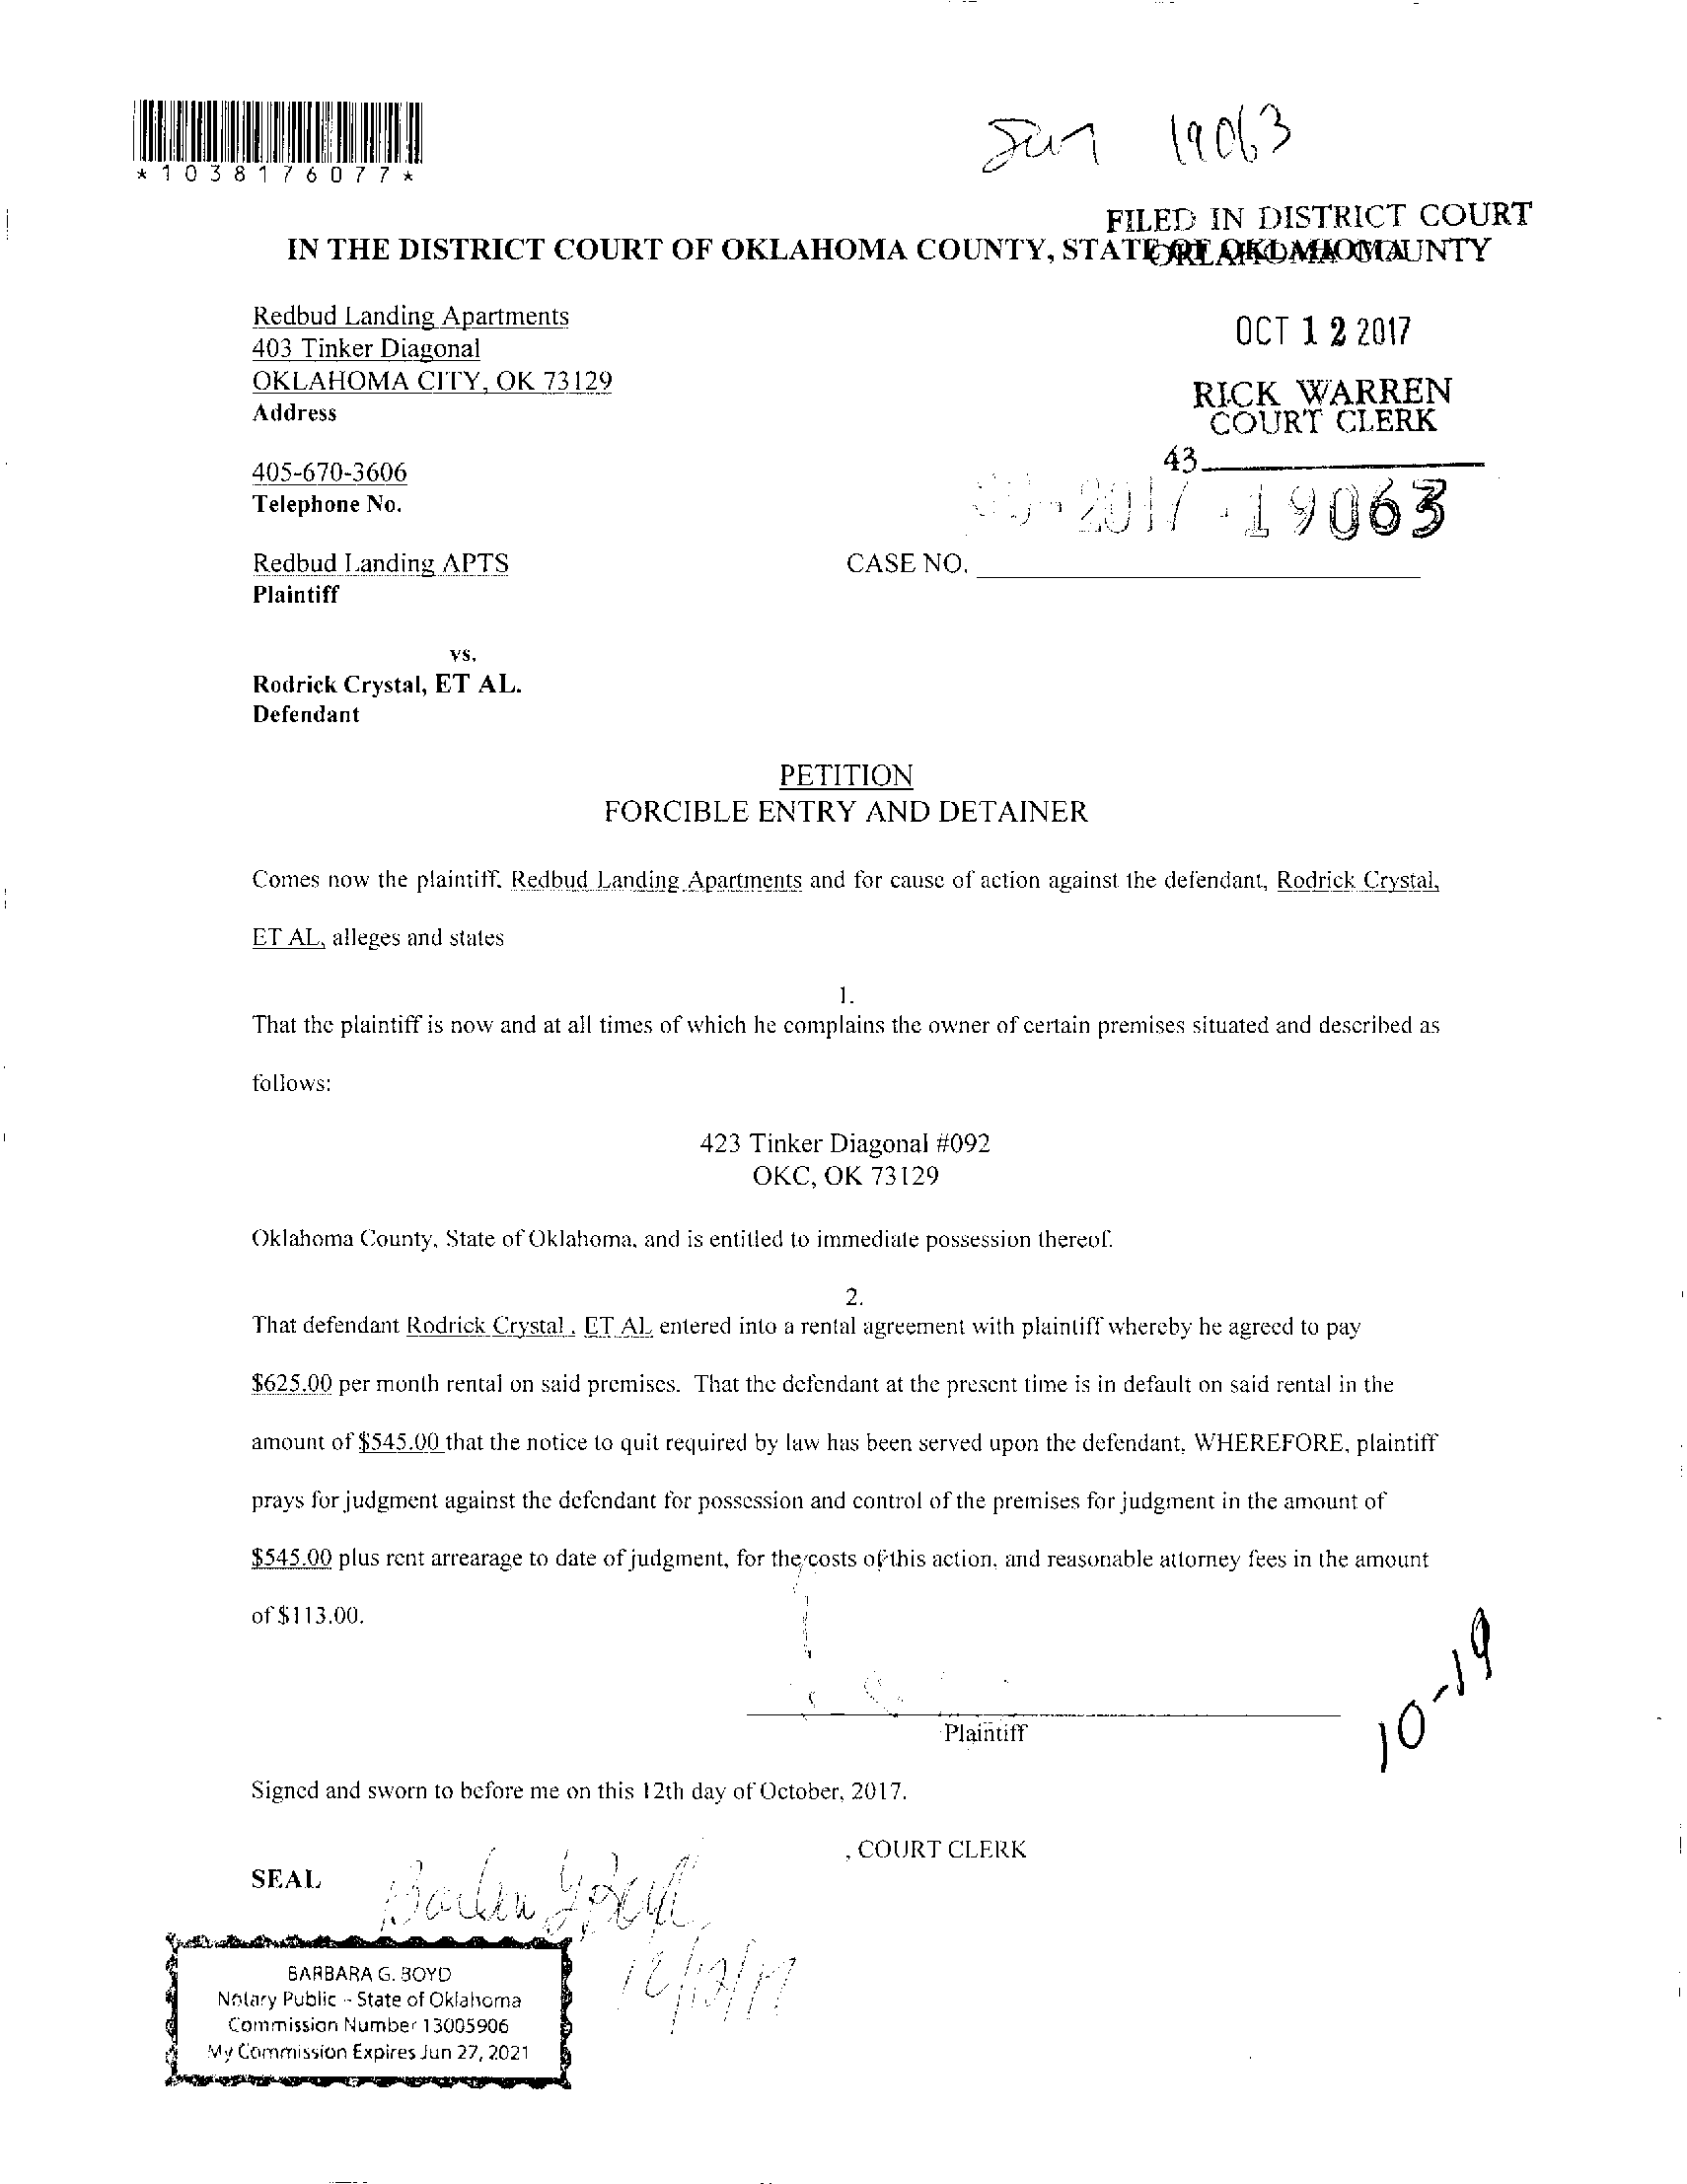 *1038176077*
19063
FILED IN DISTRICT COURT
IN THE DISTRICT COURT OF OKLAHOMA COUNTY, STATE OF OKLAHOMA
OKLAHOMA COUNTY
Redbud Landing Apartments
403 Tinker Diagonal
OKLAHOMA CITY, OK 73129
Address
OCT 12 2017
RICK WARREN
COURT CLERK
43
405-670-3606
Telephone No.
-2017-19063
Redbud Landing APTS
CASE NO.
Plaintiff
vs.
Rodrick Crystal, ET AL.
Defendant
PETITION
FORCIBLE ENTRY AND DETAINER
Comes now the plaintiff, Redbud Landing Apartments and for cause of action against the defendant, Rodrick Crystal,
ET AL, alleges and states
1.
That the plaintiff is now and at all times of which he complains the owner of certain premises situated and described as
follows:
423 Tinker Diagonal #092
OKC, OK 73129
Oklahoma County, State of Oklahoma, and is entitled to immediate possession thereof.
2.
That defendant Rodrick Crystal , ET AL entered into a rental agreement with plaintiff whereby he agreed to pay
$625.00 per month rental on said premises. That the defendant at the present time is in default on said rental in the
amount of $545.00 that the notice to quit required by law has been served upon the defendant, WHEREFORE, plaintiff
prays for judgment against the defendant for possession and control of the premises for judgment in the amount of
$545.00 plus rent arrearage to date of judgment, for the costs of this action, and reasonable attorney fees in the amount
of $113.00.
10-19
Plaintiff
Signed and sworn to before me on this 12th day of October, 2017.
, COURT CLERK
SEAL
Barbara G Boyd
BARBARA G. BOYD
Notary Public - State of Oklahoma
Commission Number 13005906
My Commission Expires Jun 27, 2021